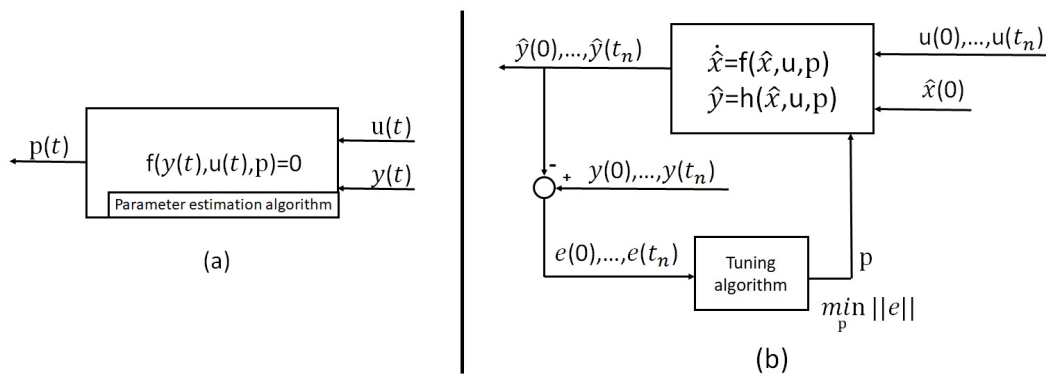 p(t)
f(y(t),u(t),p)=0
u(t)
y(t)
Parameter estimation algorithm
(a)
ŷ(0),...,ŷ(tₙ)
ẋ̂=f(x̂,u,p)
ŷ=h(x̂,u,p)
u(0),...,u(tₙ)
x̂(0)
-
+
y(0),...,y(tₙ)
e(0),...,e(tₙ)
Tuning
algorithm
p
min ||e||
p
(b)